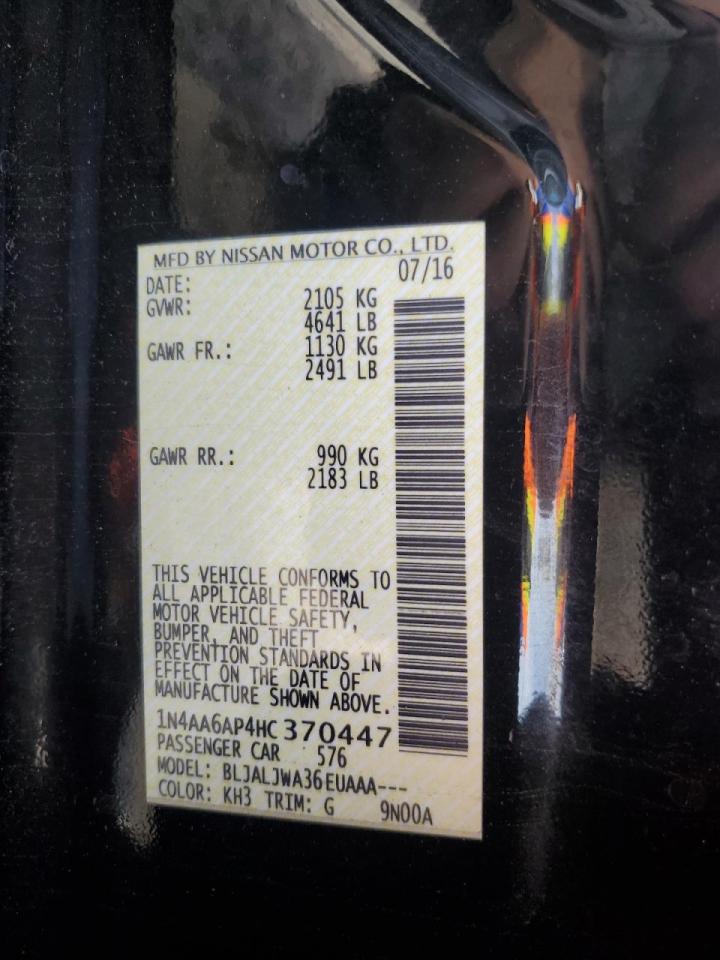 MFD BY NISSAN MOTOR CO., LTD.
DATE: 07/16
GVWR: 2105 KG
4641 LB
GAWR FR.: 1130 KG
2491 LB
GAWR RR.: 990 KG
2183 LB
THIS VEHICLE CONFORMS TO
ALL APPLICABLE FEDERAL
MOTOR VEHICLE SAFETY,
BUMPER, AND THEFT
PREVENTION STANDARDS IN
EFFECT ON THE DATE OF
MANUFACTURE SHOWN ABOVE.
1N4AA6AP4HC 370447
PASSENGER CAR 576
MODEL: BLJALJWA36EUAAA---
COLOR: KH3 TRIM: G 9N00A